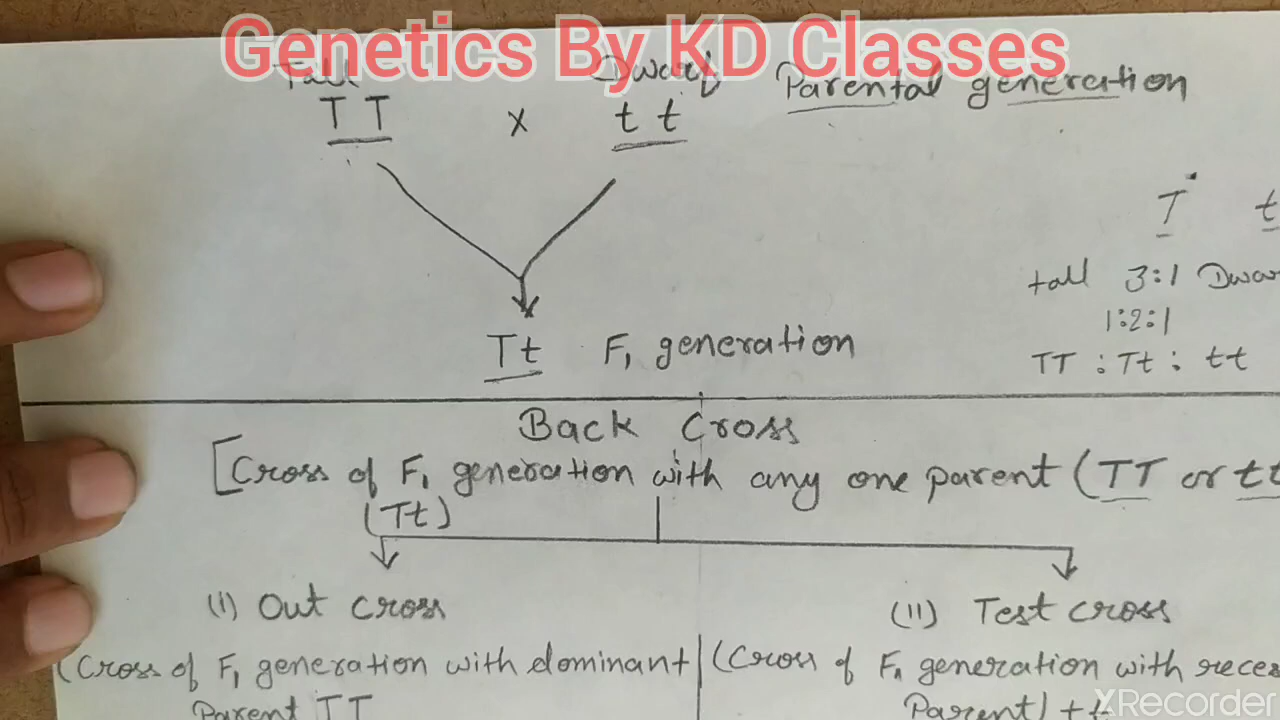 Genetics By KD Classes
Tall Dwarf Parental generation
TT x tt
T t
tall 3:1 Dwar
1:2:1
TT : Tt : tt
Tt F1 generation
Back Cross
[Cross of F1 generation with any one parent (TT or tt
(Tt)
(i) Out cross
(ii) Test cross
(Cross of F1 generation with dominant
Parent TT
(Cross of F1 generation with reces
Parent) tt
XRecorder